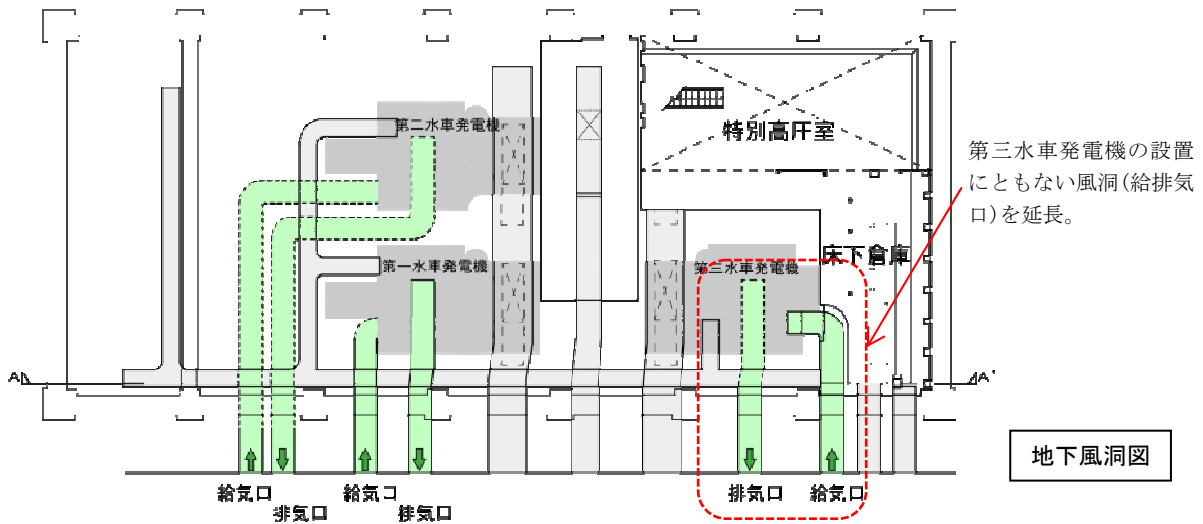 第二水車発電機
特別高圧室
第三水車発電機の設置
にともない風洞(給排気
口)を延長。
第一水車発電機
第三水車発電機
床下倉庫
A
A'
給気口
排気口
給気口
排気口
排気口
給気口
地下風洞図